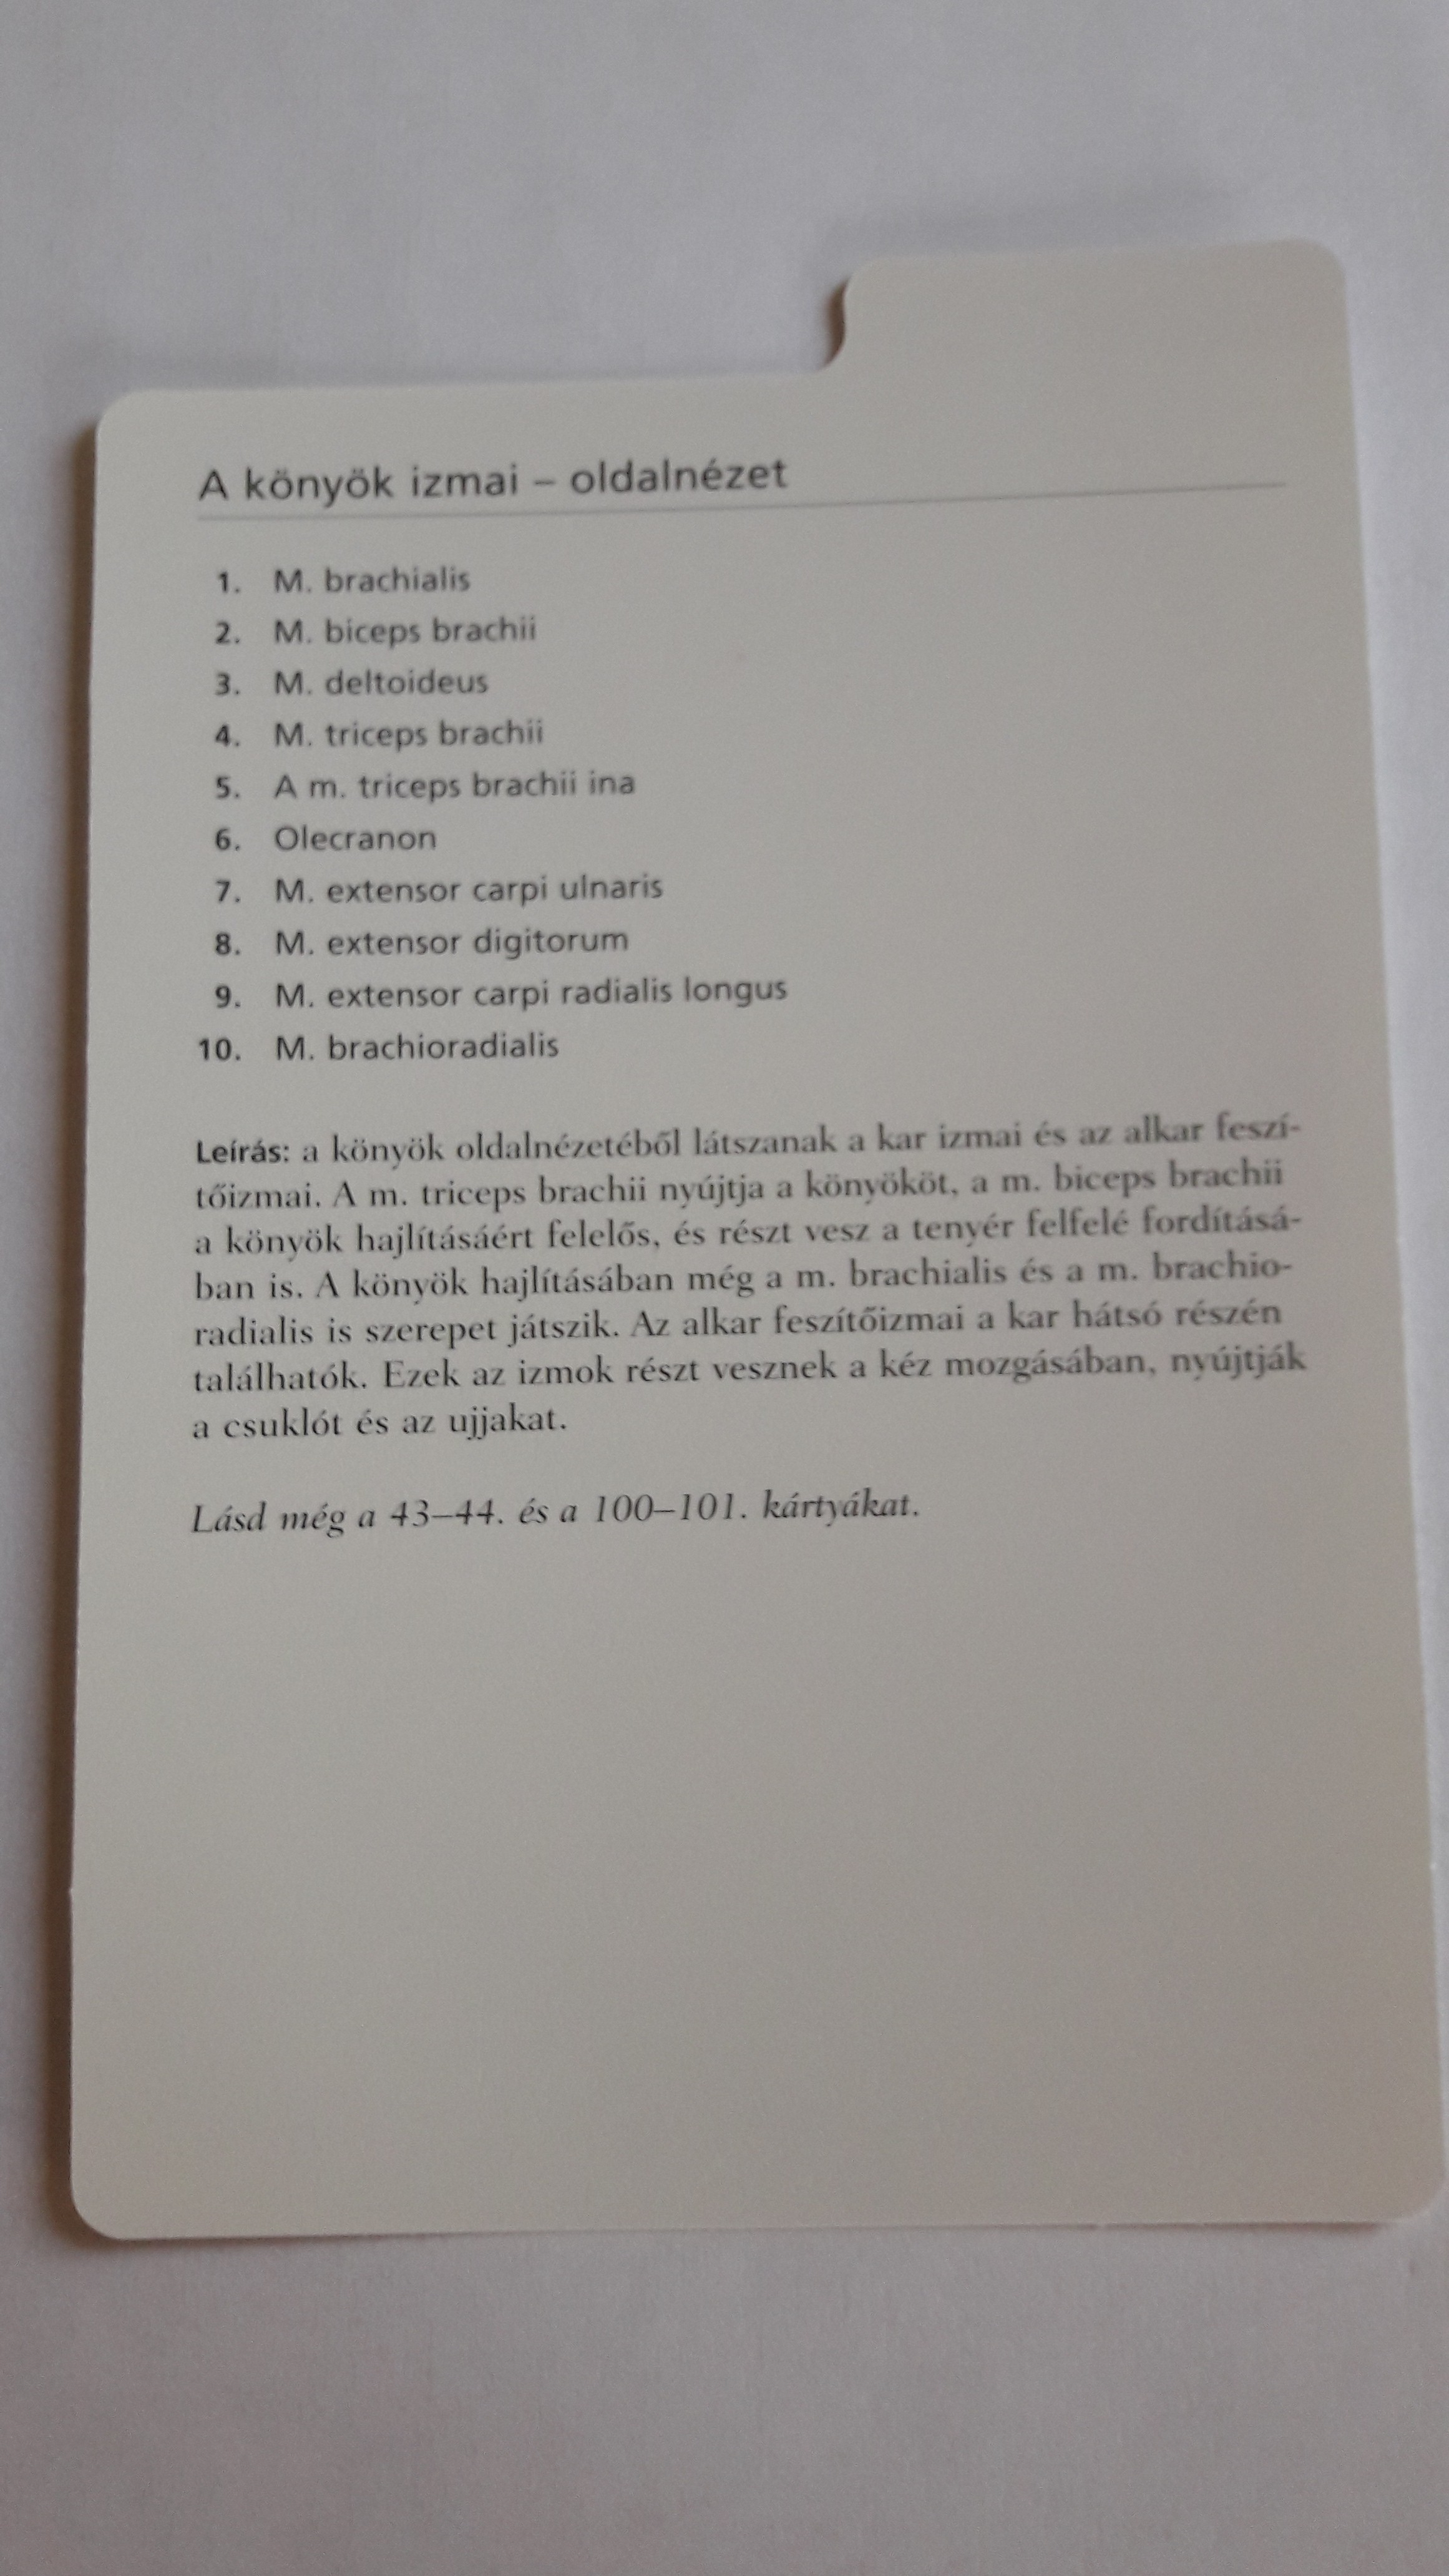 A könyök izmai – oldalnézet
1. M. brachialis
2. M. biceps brachii
3. M. deltoideus
4. M. triceps brachii
5. A m. triceps brachii ina
6. Olecranon
7. M. extensor carpi ulnaris
8. M. extensor digitorum
9. M. extensor carpi radialis longus
10. M. brachioradialis
Leírás: a könyök oldalnézetéből látszanak a kar izmai és az alkar feszí-
tőizmai. A m. triceps brachii nyújtja a könyököt, a m. biceps brachii
a könyök hajlításáért felelős, és részt vesz a tenyér felfelé fordításá-
ban is. A könyök hajlításában még a m. brachialis és a m. brachio-
radialis is szerepet játszik. Az alkar feszítőizmai a kar hátsó részén
találhatók. Ezek az izmok részt vesznek a kéz mozgásában, nyújtják
a csuklót és az ujjakat.
Lásd még a 43–44. és a 100–101. kártyákat.